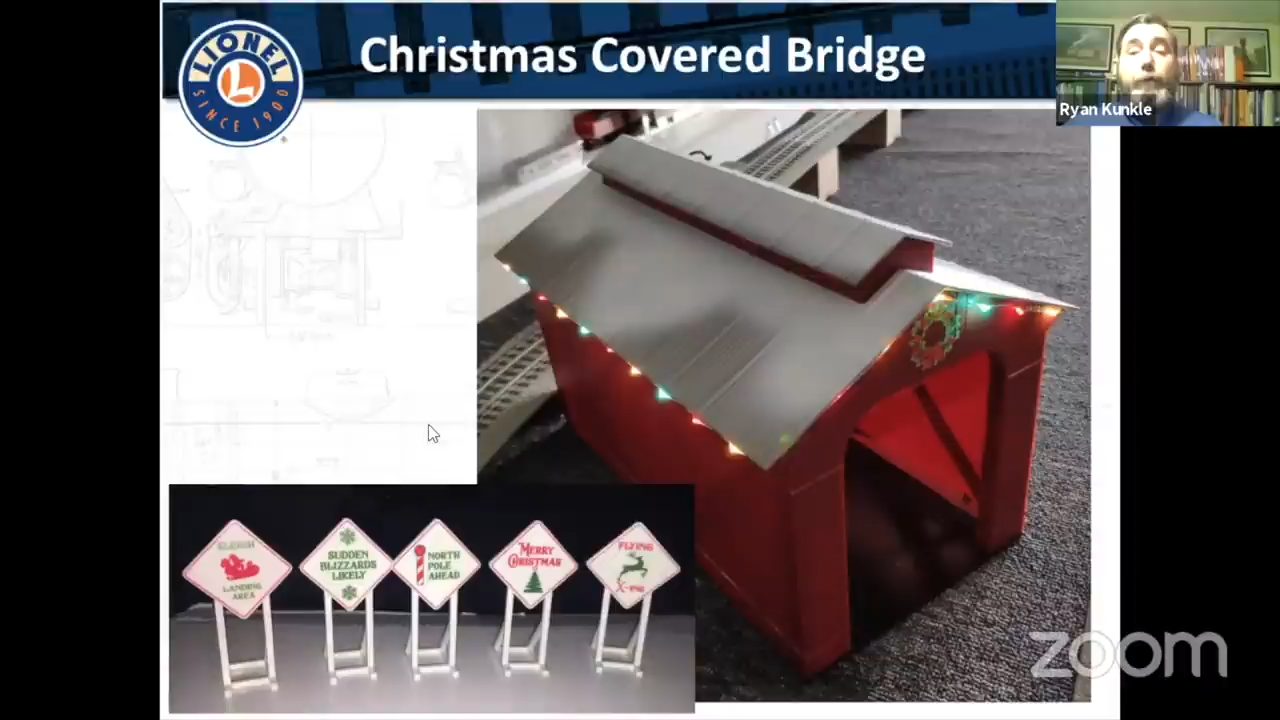 LIONEL
L
SINCE 1900
Christmas Covered Bridge
Ryan Kunkle
SLEIGH
LANDING
AREA
SUDDEN
BLIZZARDS
LIKELY
NORTH
POLE
AHEAD
MERRY
CHRISTMAS
FLYING
X-ING
zoom